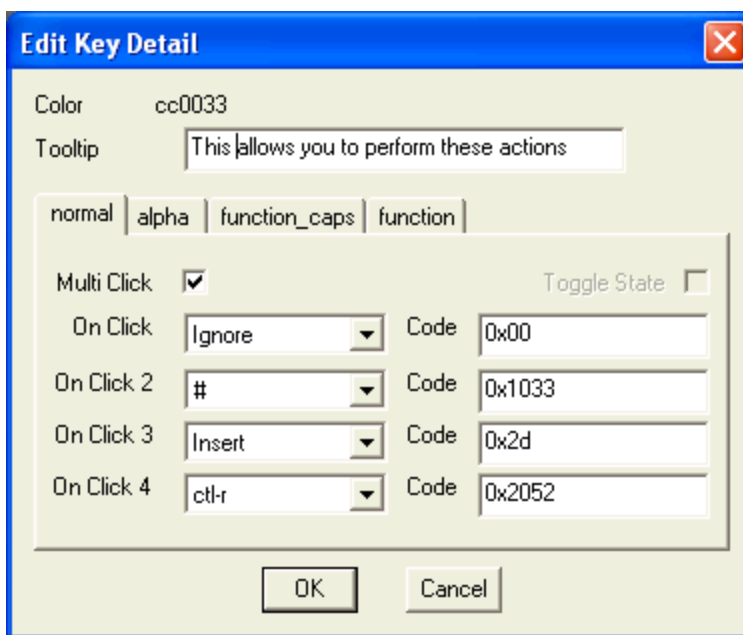 Edit Key Detail
Color cc0033
Tooltip This allows you to perform these actions
normal alpha function_caps function
Multi Click Toggle State
On Click Ignore Code 0x00
On Click 2 # Code 0x1033
On Click 3 Insert Code 0x2d
On Click 4 ctl-r Code 0x2052
OK Cancel